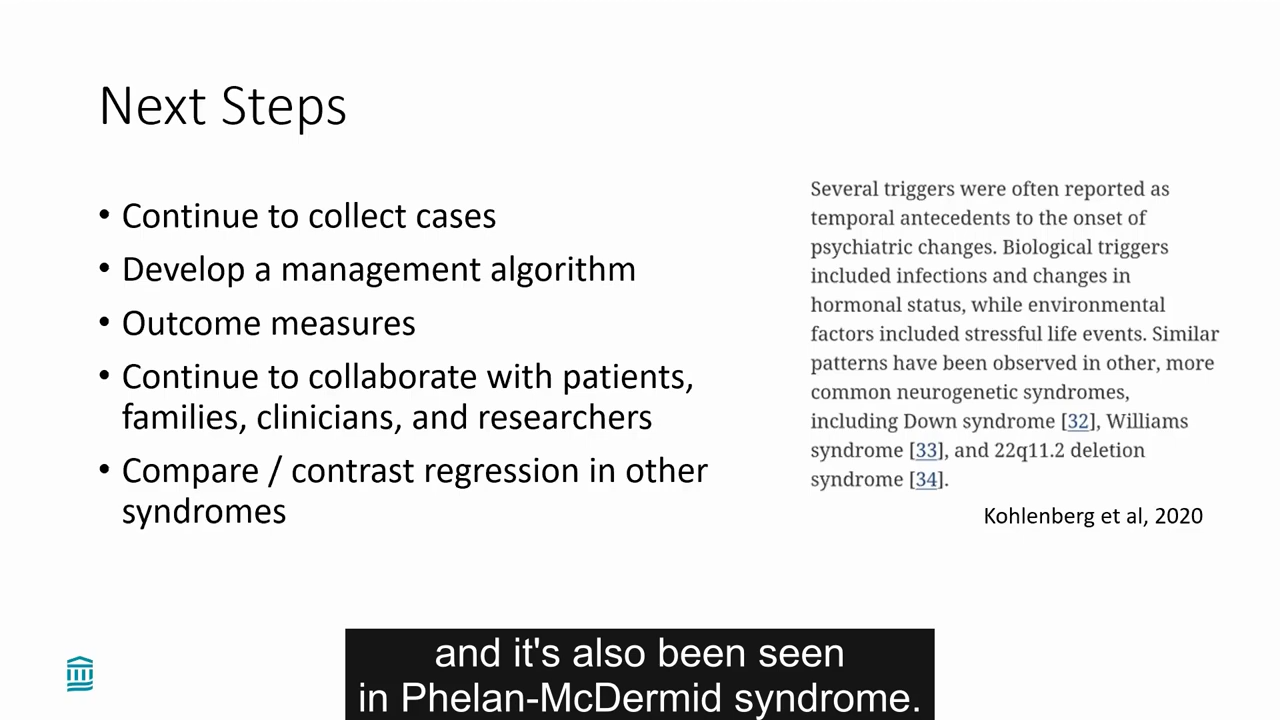 Next Steps
• Continue to collect cases
• Develop a management algorithm
• Outcome measures
• Continue to collaborate with patients,
families, clinicians, and researchers
• Compare / contrast regression in other
syndromes
Several triggers were often reported as
temporal antecedents to the onset of
psychiatric changes. Biological triggers
included infections and changes in
hormonal status, while environmental
factors included stressful life events. Similar
patterns have been observed in other, more
common neurogenetic syndromes,
including Down syndrome [32], Williams
syndrome [33], and 22q11.2 deletion
syndrome [34].
Kohlenberg et al, 2020
and it's also been seen
in Phelan-McDermid syndrome.